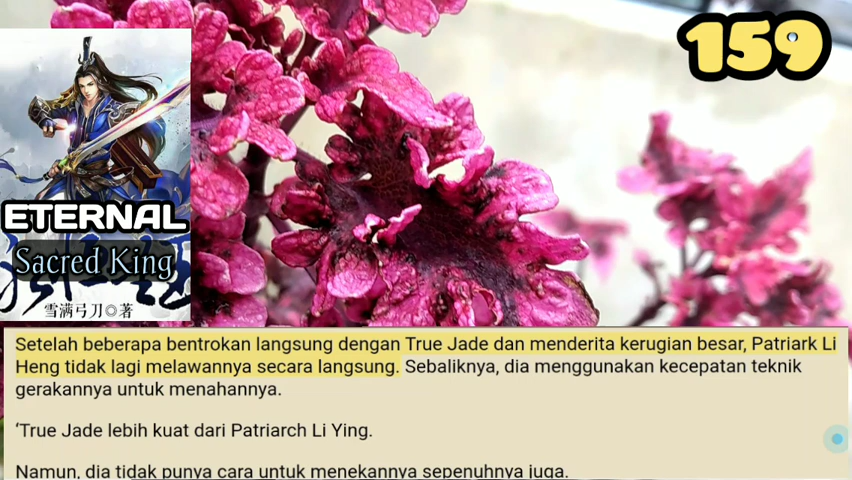 159
ETERNAL
Sacred King
雪满弓刀◎著
Setelah beberapa bentrokan langsung dengan True Jade dan menderita kerugian besar, Patriark Li
Heng tidak lagi melawannya secara langsung. Sebaliknya, dia menggunakan kecepatan teknik
gerakannya untuk menahannya.
‘True Jade lebih kuat dari Patriarch Li Ying.
Namun, dia tidak punya cara untuk menekannya sepenuhnya juga.